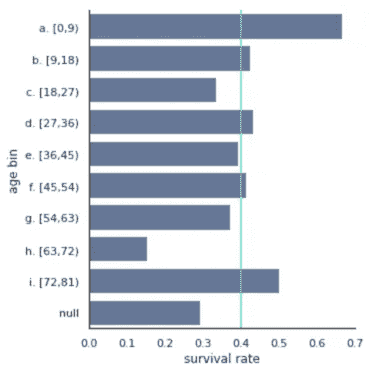 a. [0,9)
b. [9,18)
c. [18,27)
d. [27,36)
e. [36,45)
f. [45,54)
g. [54,63)
h. [63,72)
i. [72,81)
null
age bin
0.0 0.1 0.2 0.3 0.4 0.5 0.6 0.7
survival rate